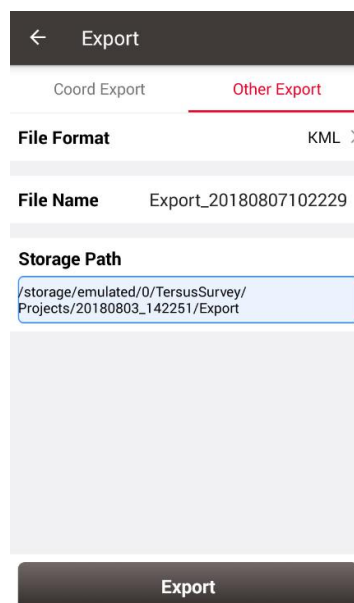 Export
Coord Export Other Export
File Format KML
File Name Export_20180807102229
Storage Path
/storage/emulated/0/TersusSurvey/
Projects/20180803_142251/Export
Export